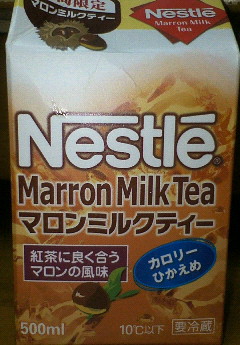 間限定
マロンミルクティー
Nestlé
Marron Milk
Tea
Nestlé®
Marron Milk Tea
マロンミルクティー
紅茶に良く合う
マロンの風味
カロリー
ひかえめ
500ml
10℃以下
要冷蔵